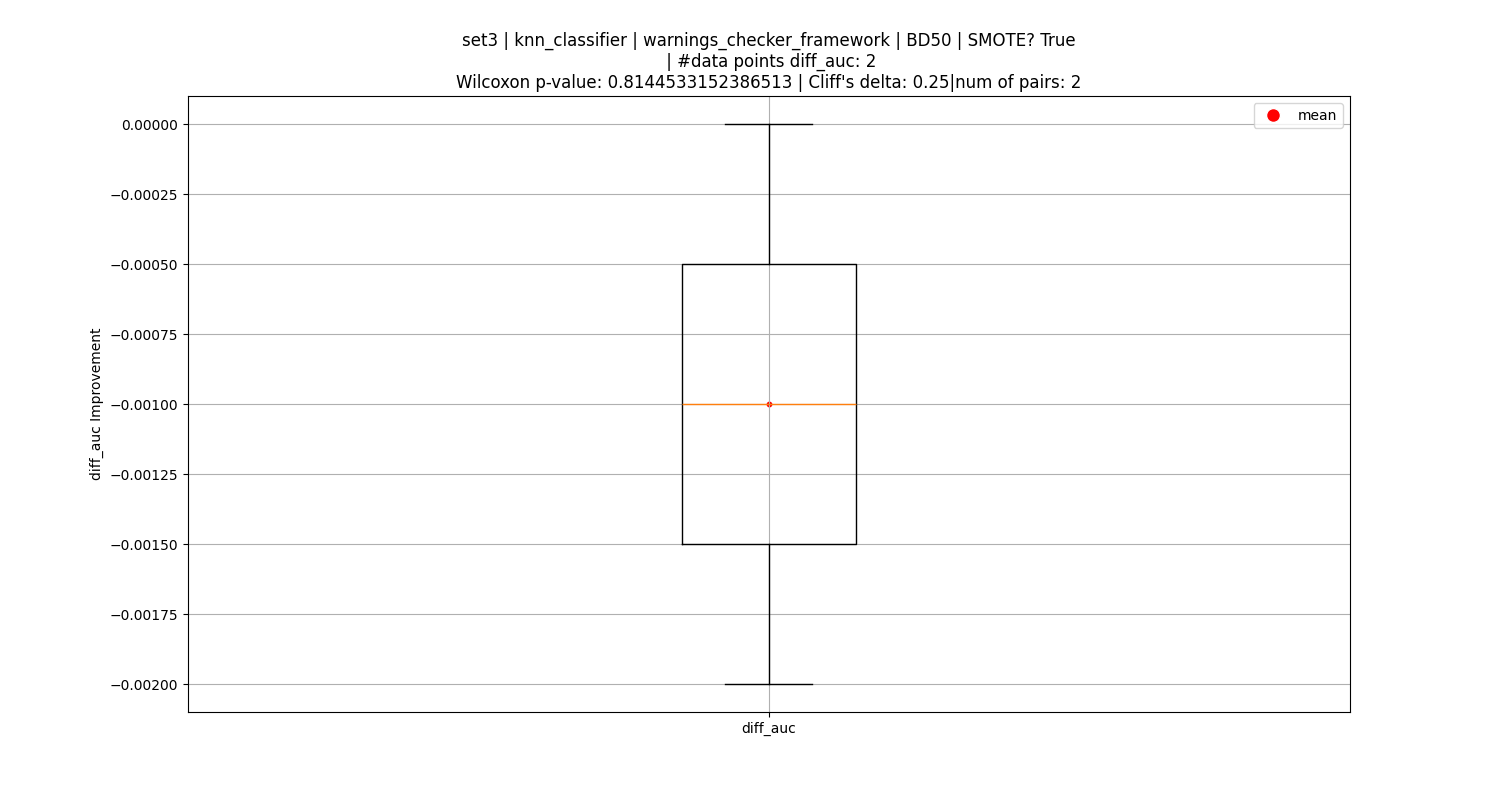 set3 | knn_classifier | warnings_checker_framework | BD50 | SMOTE? True
| #data points diff_auc: 2
Wilcoxon p-value: 0.8144533152386513 | Cliff's delta: 0.25|num of pairs: 2
mean
0.00000
−0.00025
−0.00050
−0.00075
−0.00100
−0.00125
−0.00150
−0.00175
−0.00200
diff_auc Improvement
diff_auc